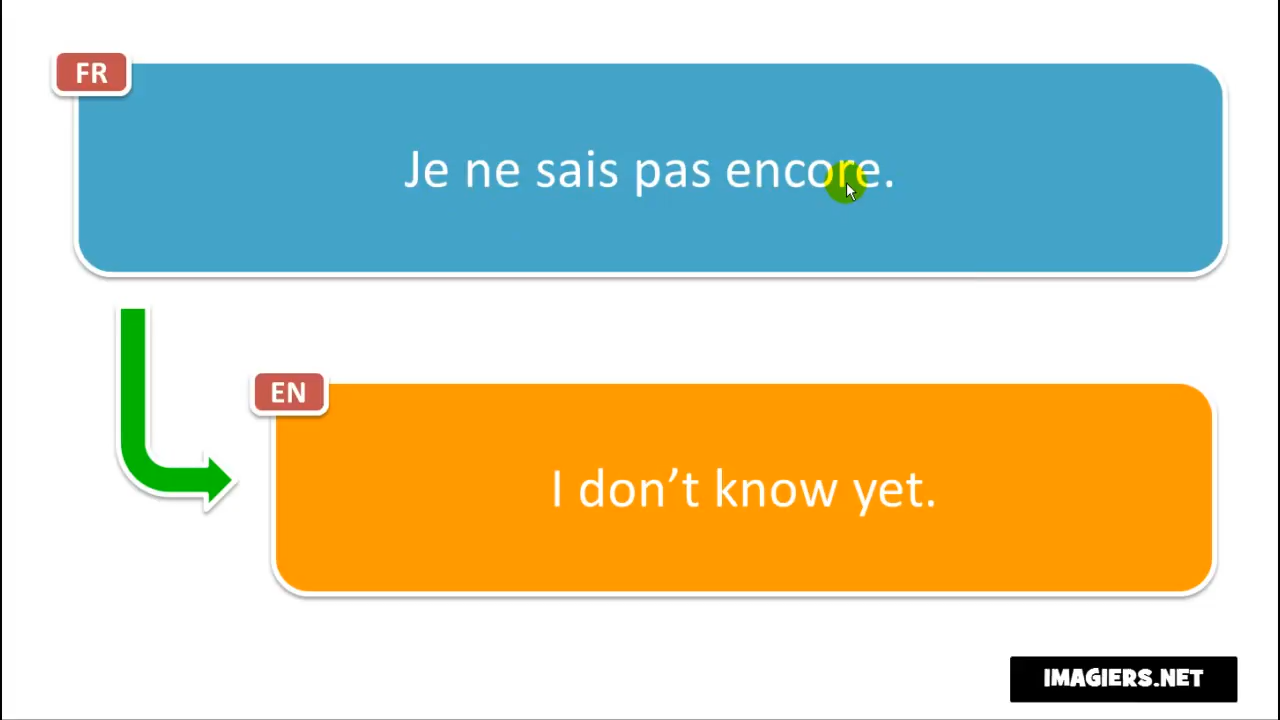 FR
Je ne sais pas encore.
EN
I don’t know yet.
IMAGIERS.NET